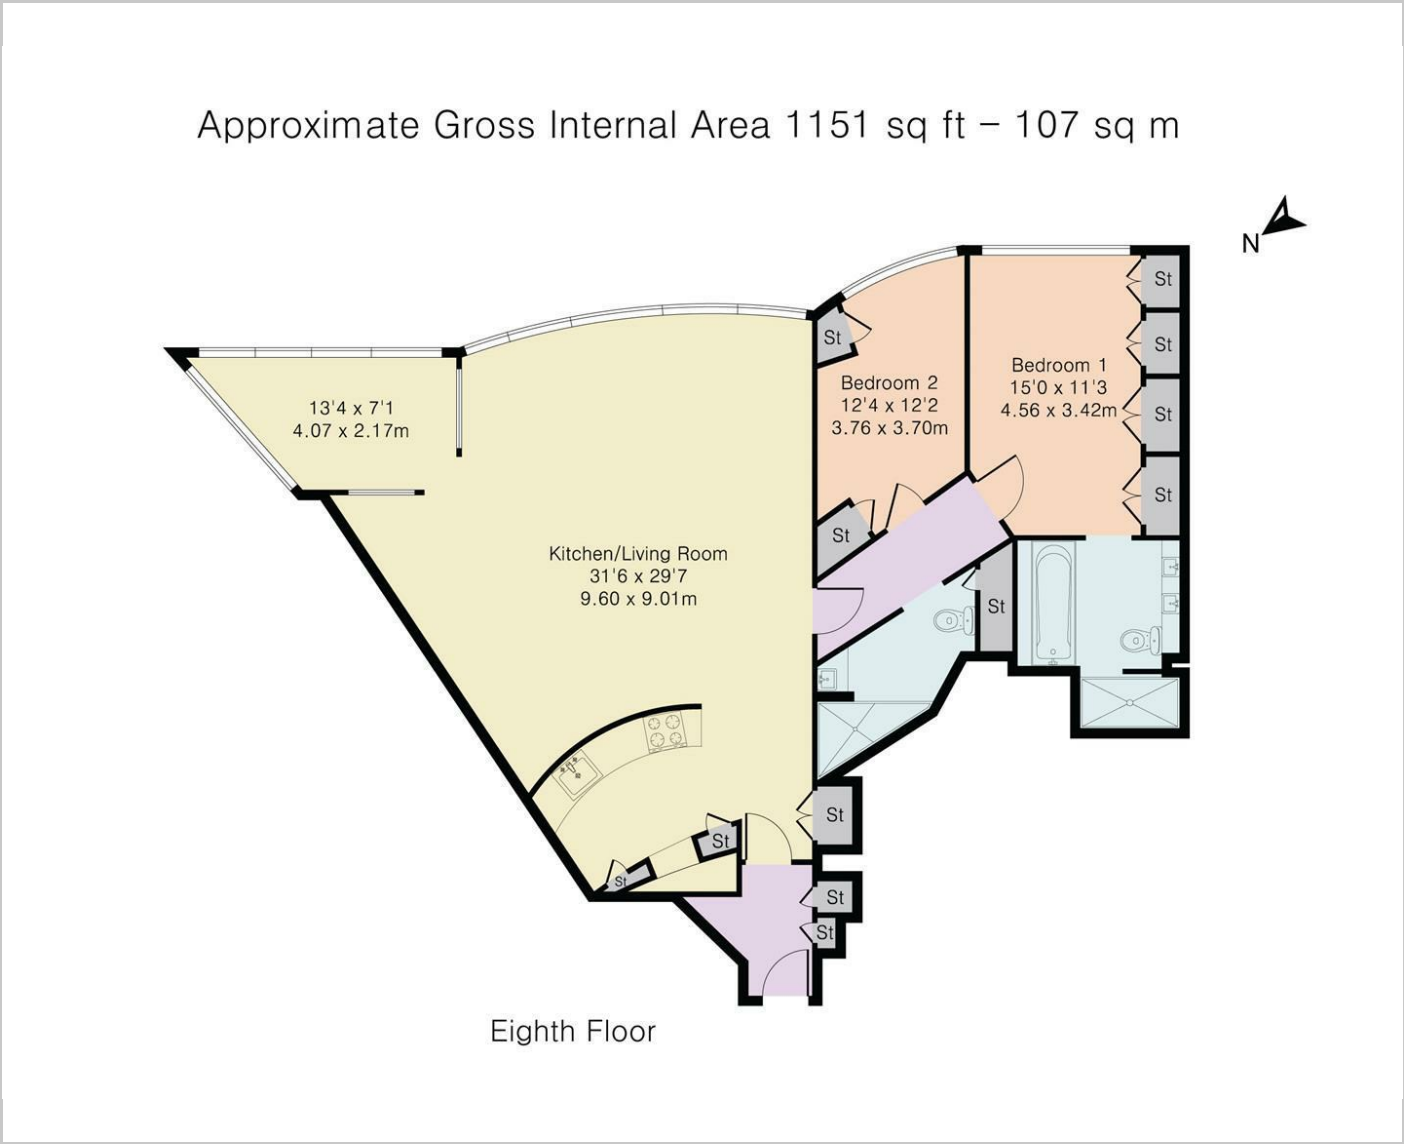 Approximate Gross Internal Area 1151 sq ft – 107 sq m
N
St
St
St
St
St
Bedroom 1
15'0 x 11'3
4.56 x 3.42m
Bedroom 2
12'4 x 12'2
3.76 x 3.70m
13'4 x 7'1
4.07 x 2.17m
St
Kitchen/Living Room
31'6 x 29'7
9.60 x 9.01m
St
St
St
St
St
St
Eighth Floor